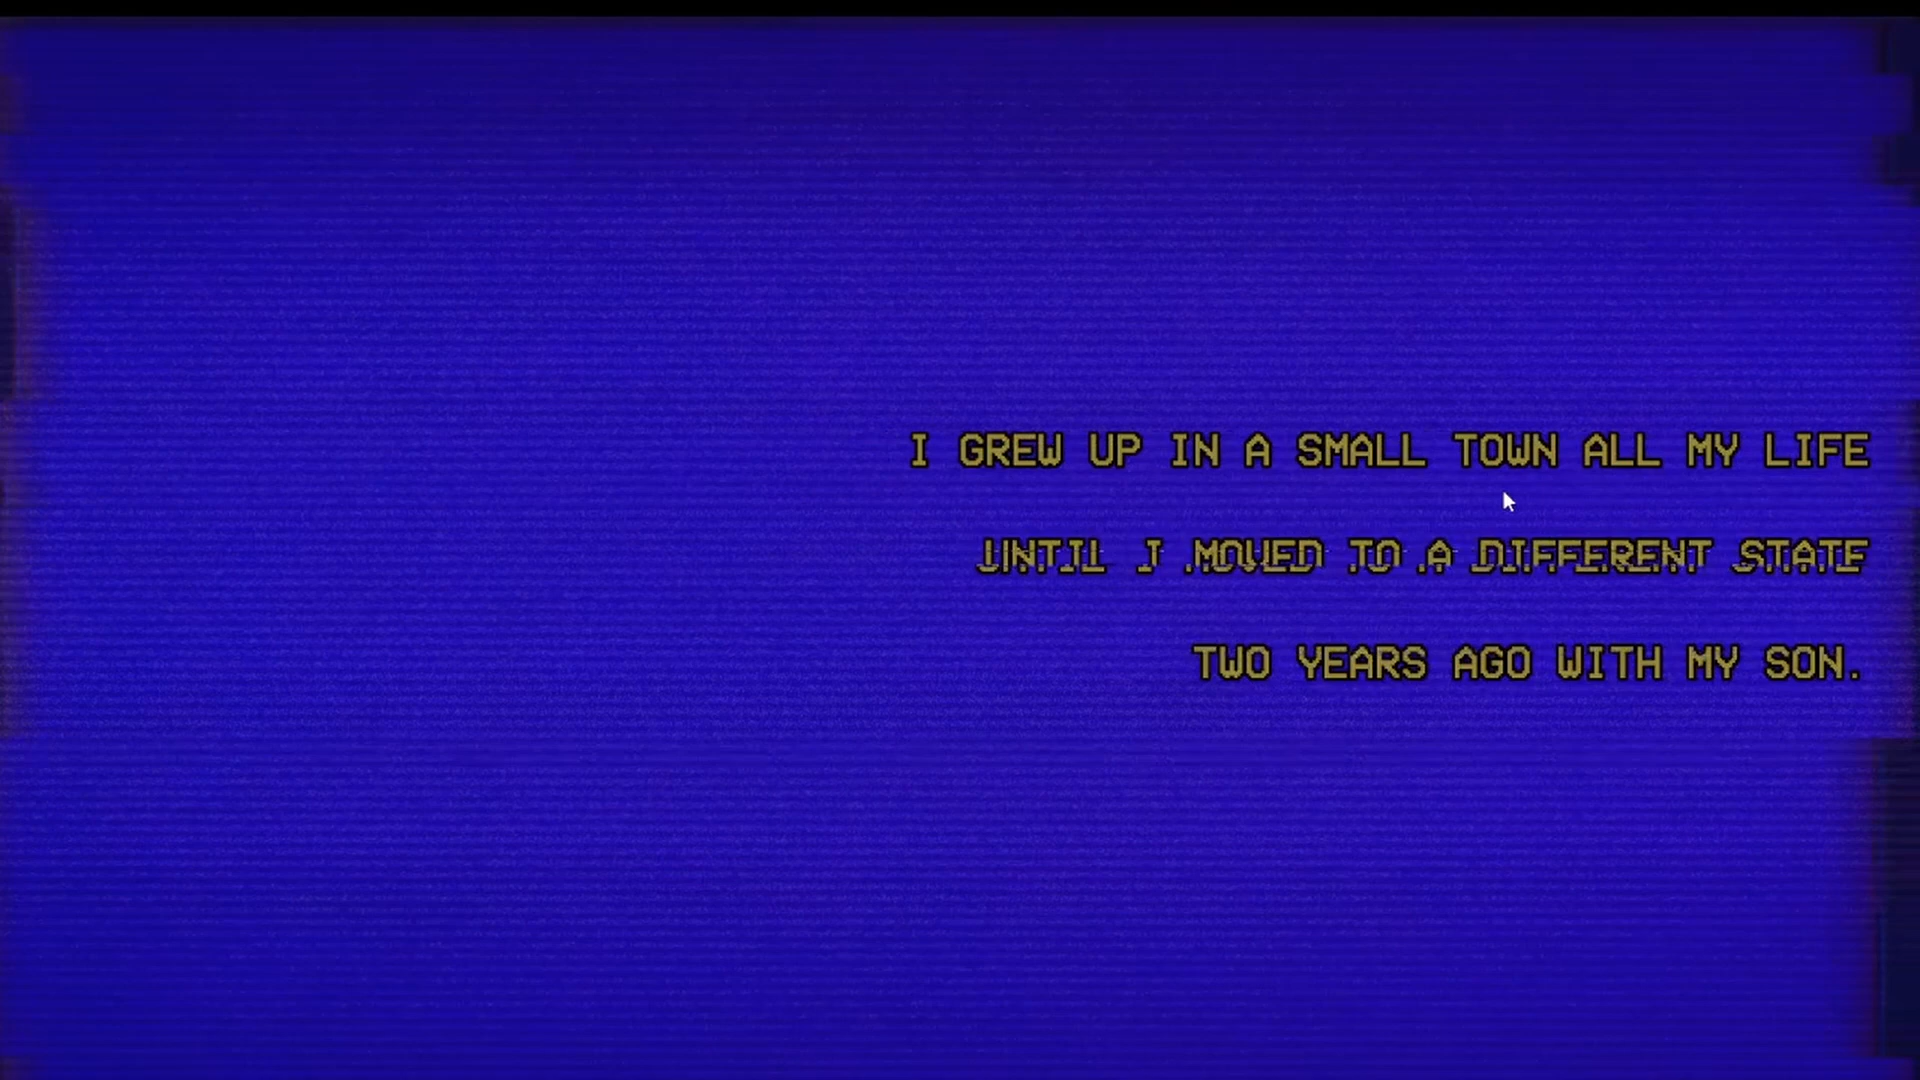 I GREW UP IN A SMALL TOWN ALL MY LIFE
UNTIL I MOVED TO A DIFFERENT STATE
TWO YEARS AGO WITH MY SON.